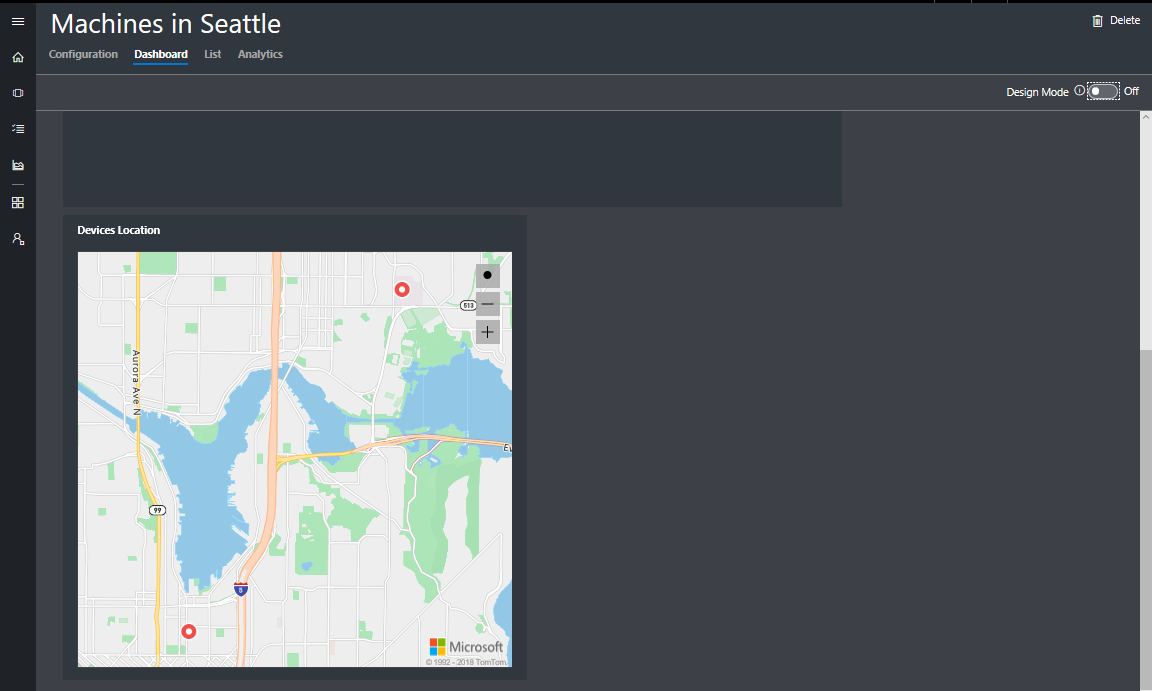 Machines in Seattle
Delete
Configuration Dashboard List Analytics
Design Mode Off
Devices Location
513
Aurora Ave N
Ev
99
5
Microsoft
© 1992 - 2018 TomTom